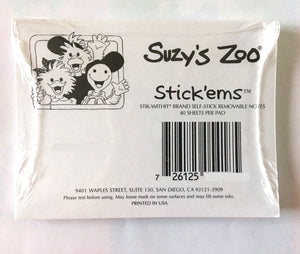 Suzy's Zoo®
Stick'ems™
STIK-WITHIT® BRAND SELF-STICK REMOVABLE NOTES
40 SHEETS PER PAD
7 26125
9401 WAPLES STREET, SUITE 150, SAN DIEGO, CA 92121-3909
Please test before using. May leave mark on some surfaces and may lift some inks.
PRINTED IN USA